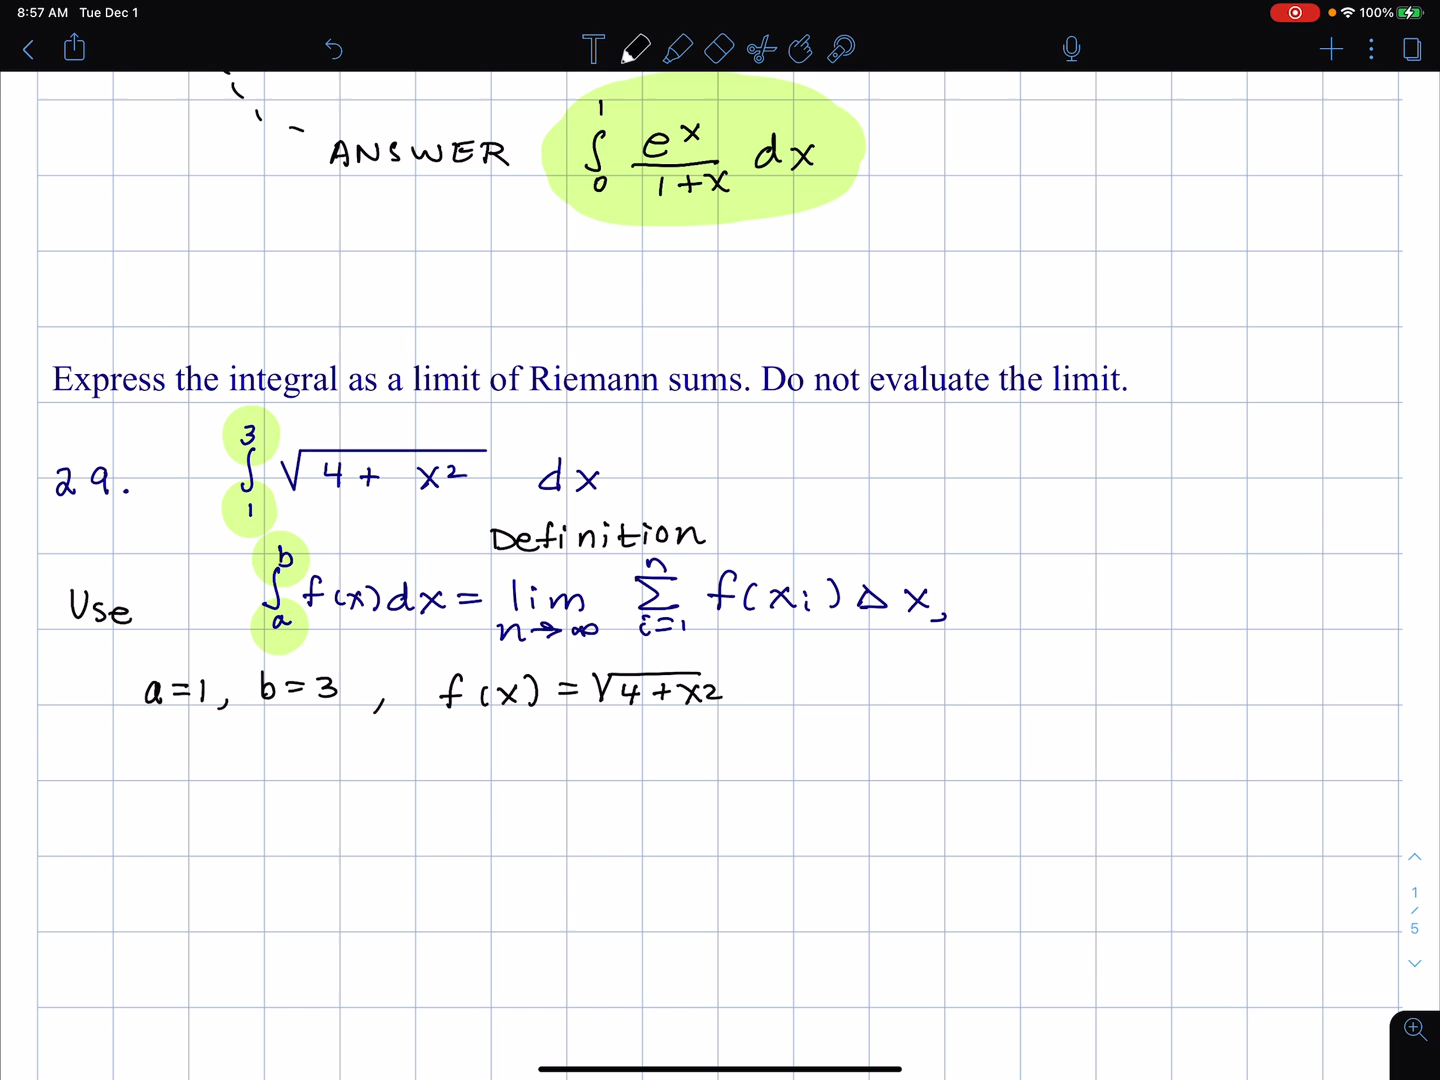 8:57 AM Tue Dec 1 100%
ANSWER ∫₀¹ eˣ/(1+x) dx
Express the integral as a limit of Riemann sums. Do not evaluate the limit.
29. ∫₁³ √(4 + x²) dx
Definition
Use ∫ₐᵇ f(x)dx = lim n→∞ Σᵢ₌₁ⁿ f(xᵢ) Δx,
a=1, b=3, f(x) = √(4+x²)
1
/
5